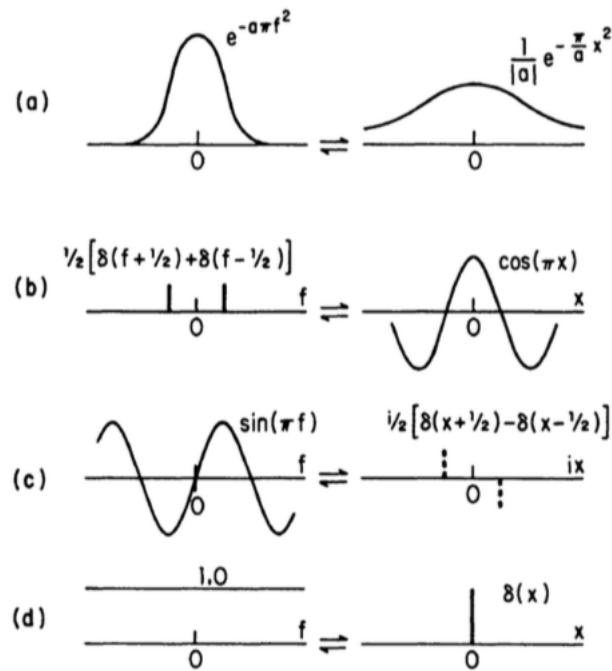 (a) e^{-aπf^2} 1/|a| e^{-π/a x^2}
0 ⇌ 0
½[δ(f+½)+δ(f-½)] cos(πx)
(b) f ⇌ x
0 0
sin(πf) i/2[δ(x+½)-δ(x-½)]
(c) f ⇌ ix
0 0
1.0 δ(x)
(d) f ⇌ x
0 0